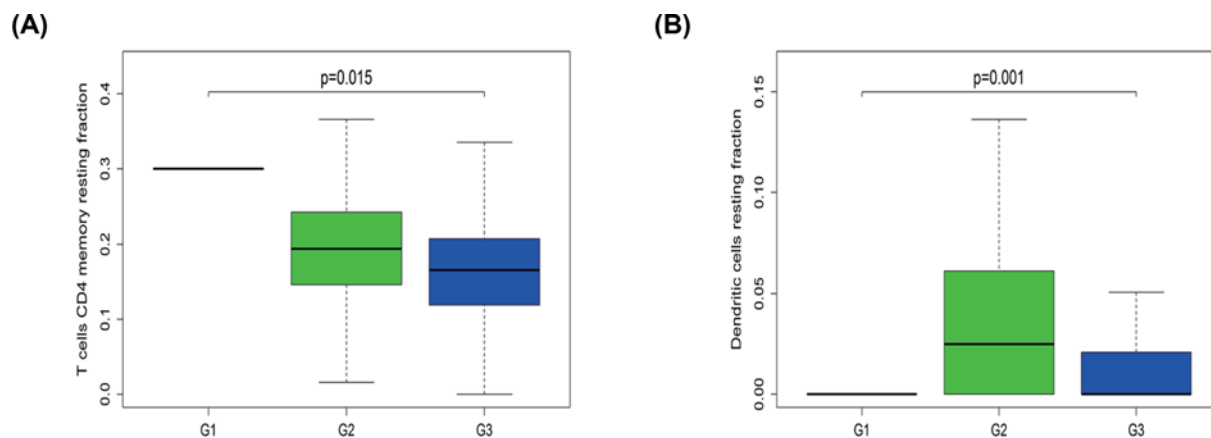 (A)
p=0.015
T cells CD4 memory resting fraction
0.4
0.3
0.2
0.1
0.0
G1 G2 G3
(B)
p=0.001
Dendritic cells resting fraction
0.15
0.10
0.05
0.00
G1 G2 G3